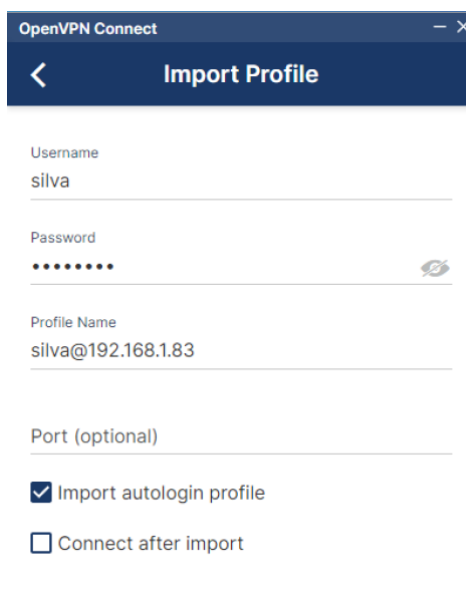 OpenVPN Connect
Import Profile
Username
silva
Password
••••••••
Profile Name
silva@192.168.1.83
Port (optional)
Import autologin profile
Connect after import